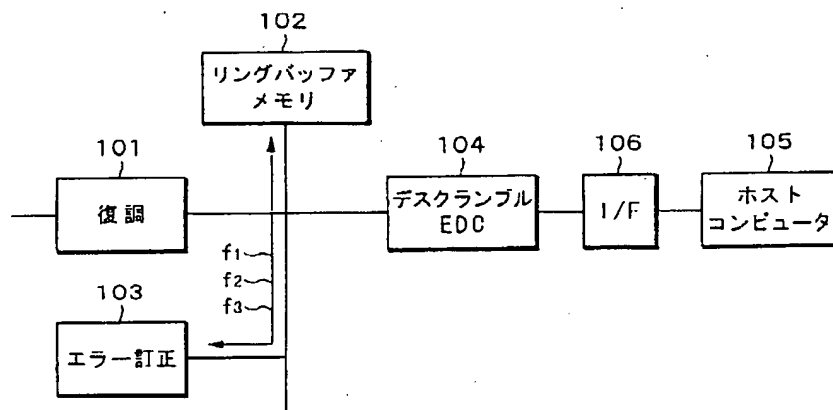 102
リングバッファ
メモリ
101
復調
104
デスクランブル
EDC
106
I/F
105
ホスト
コンピュータ
f1
f2
f3
103
エラー訂正